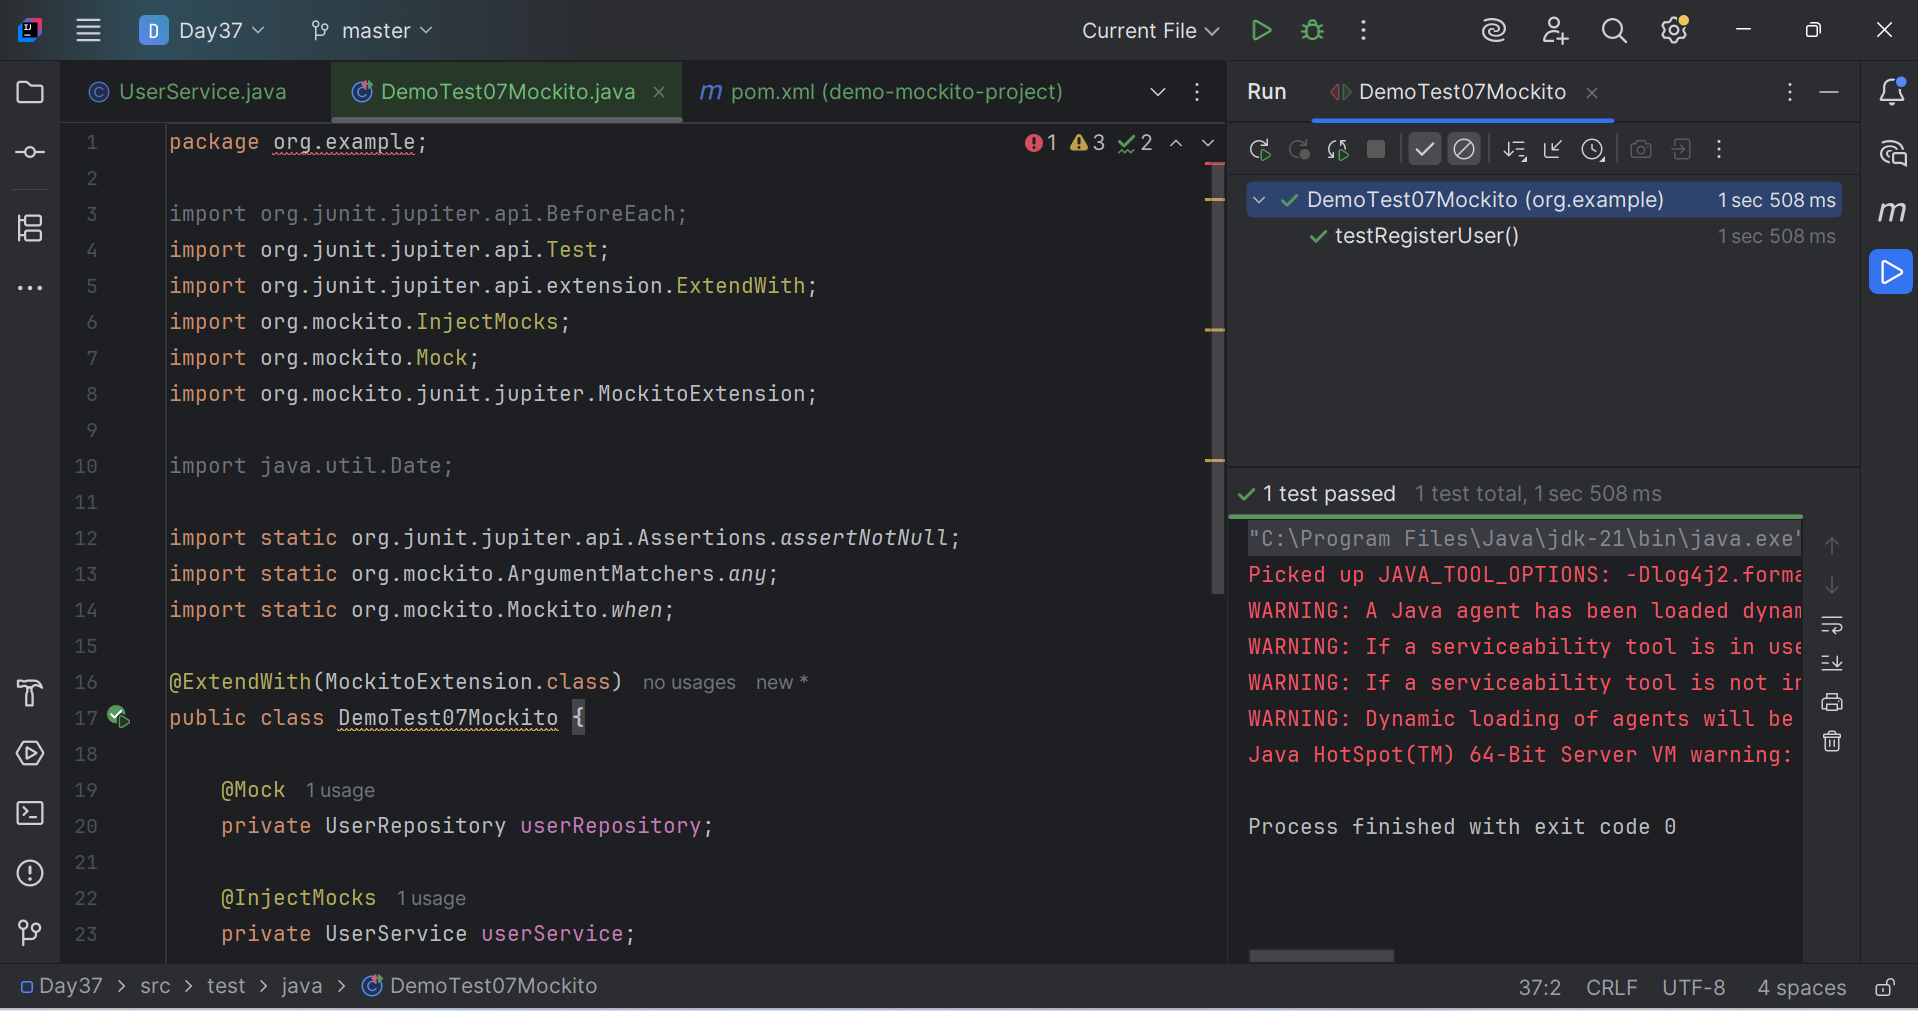 D Day37 master Current File
UserService.java DemoTest07Mockito.java m pom.xml (demo-mockito-project) Run DemoTest07Mockito
1 package org.example; 1 3 2
2
3 import org.junit.jupiter.api.BeforeEach;
4 import org.junit.jupiter.api.Test;
5 import org.junit.jupiter.api.extension.ExtendWith;
6 import org.mockito.InjectMocks;
7 import org.mockito.Mock;
8 import org.mockito.junit.jupiter.MockitoExtension;
9
10 import java.util.Date;
11
12 import static org.junit.jupiter.api.Assertions.assertNotNull;
13 import static org.mockito.ArgumentMatchers.any;
14 import static org.mockito.Mockito.when;
15
16 @ExtendWith(MockitoExtension.class) no usages new *
17 public class DemoTest07Mockito {
18
19 @Mock 1 usage
20 private UserRepository userRepository;
21
22 @InjectMocks 1 usage
23 private UserService userService;
DemoTest07Mockito (org.example) 1 sec 508 ms
testRegisterUser() 1 sec 508 ms
1 test passed 1 test total, 1 sec 508 ms
"C:\Program Files\Java\jdk-21\bin\java.exe"
Picked up JAVA_TOOL_OPTIONS: -Dlog4j2.forma
WARNING: A Java agent has been loaded dynam
WARNING: If a serviceability tool is in use
WARNING: If a serviceability tool is not in
WARNING: Dynamic loading of agents will be
Java HotSpot(TM) 64-Bit Server VM warning:
Process finished with exit code 0
m
Day37 > src > test > java > DemoTest07Mockito 37:2 CRLF UTF-8 4 spaces